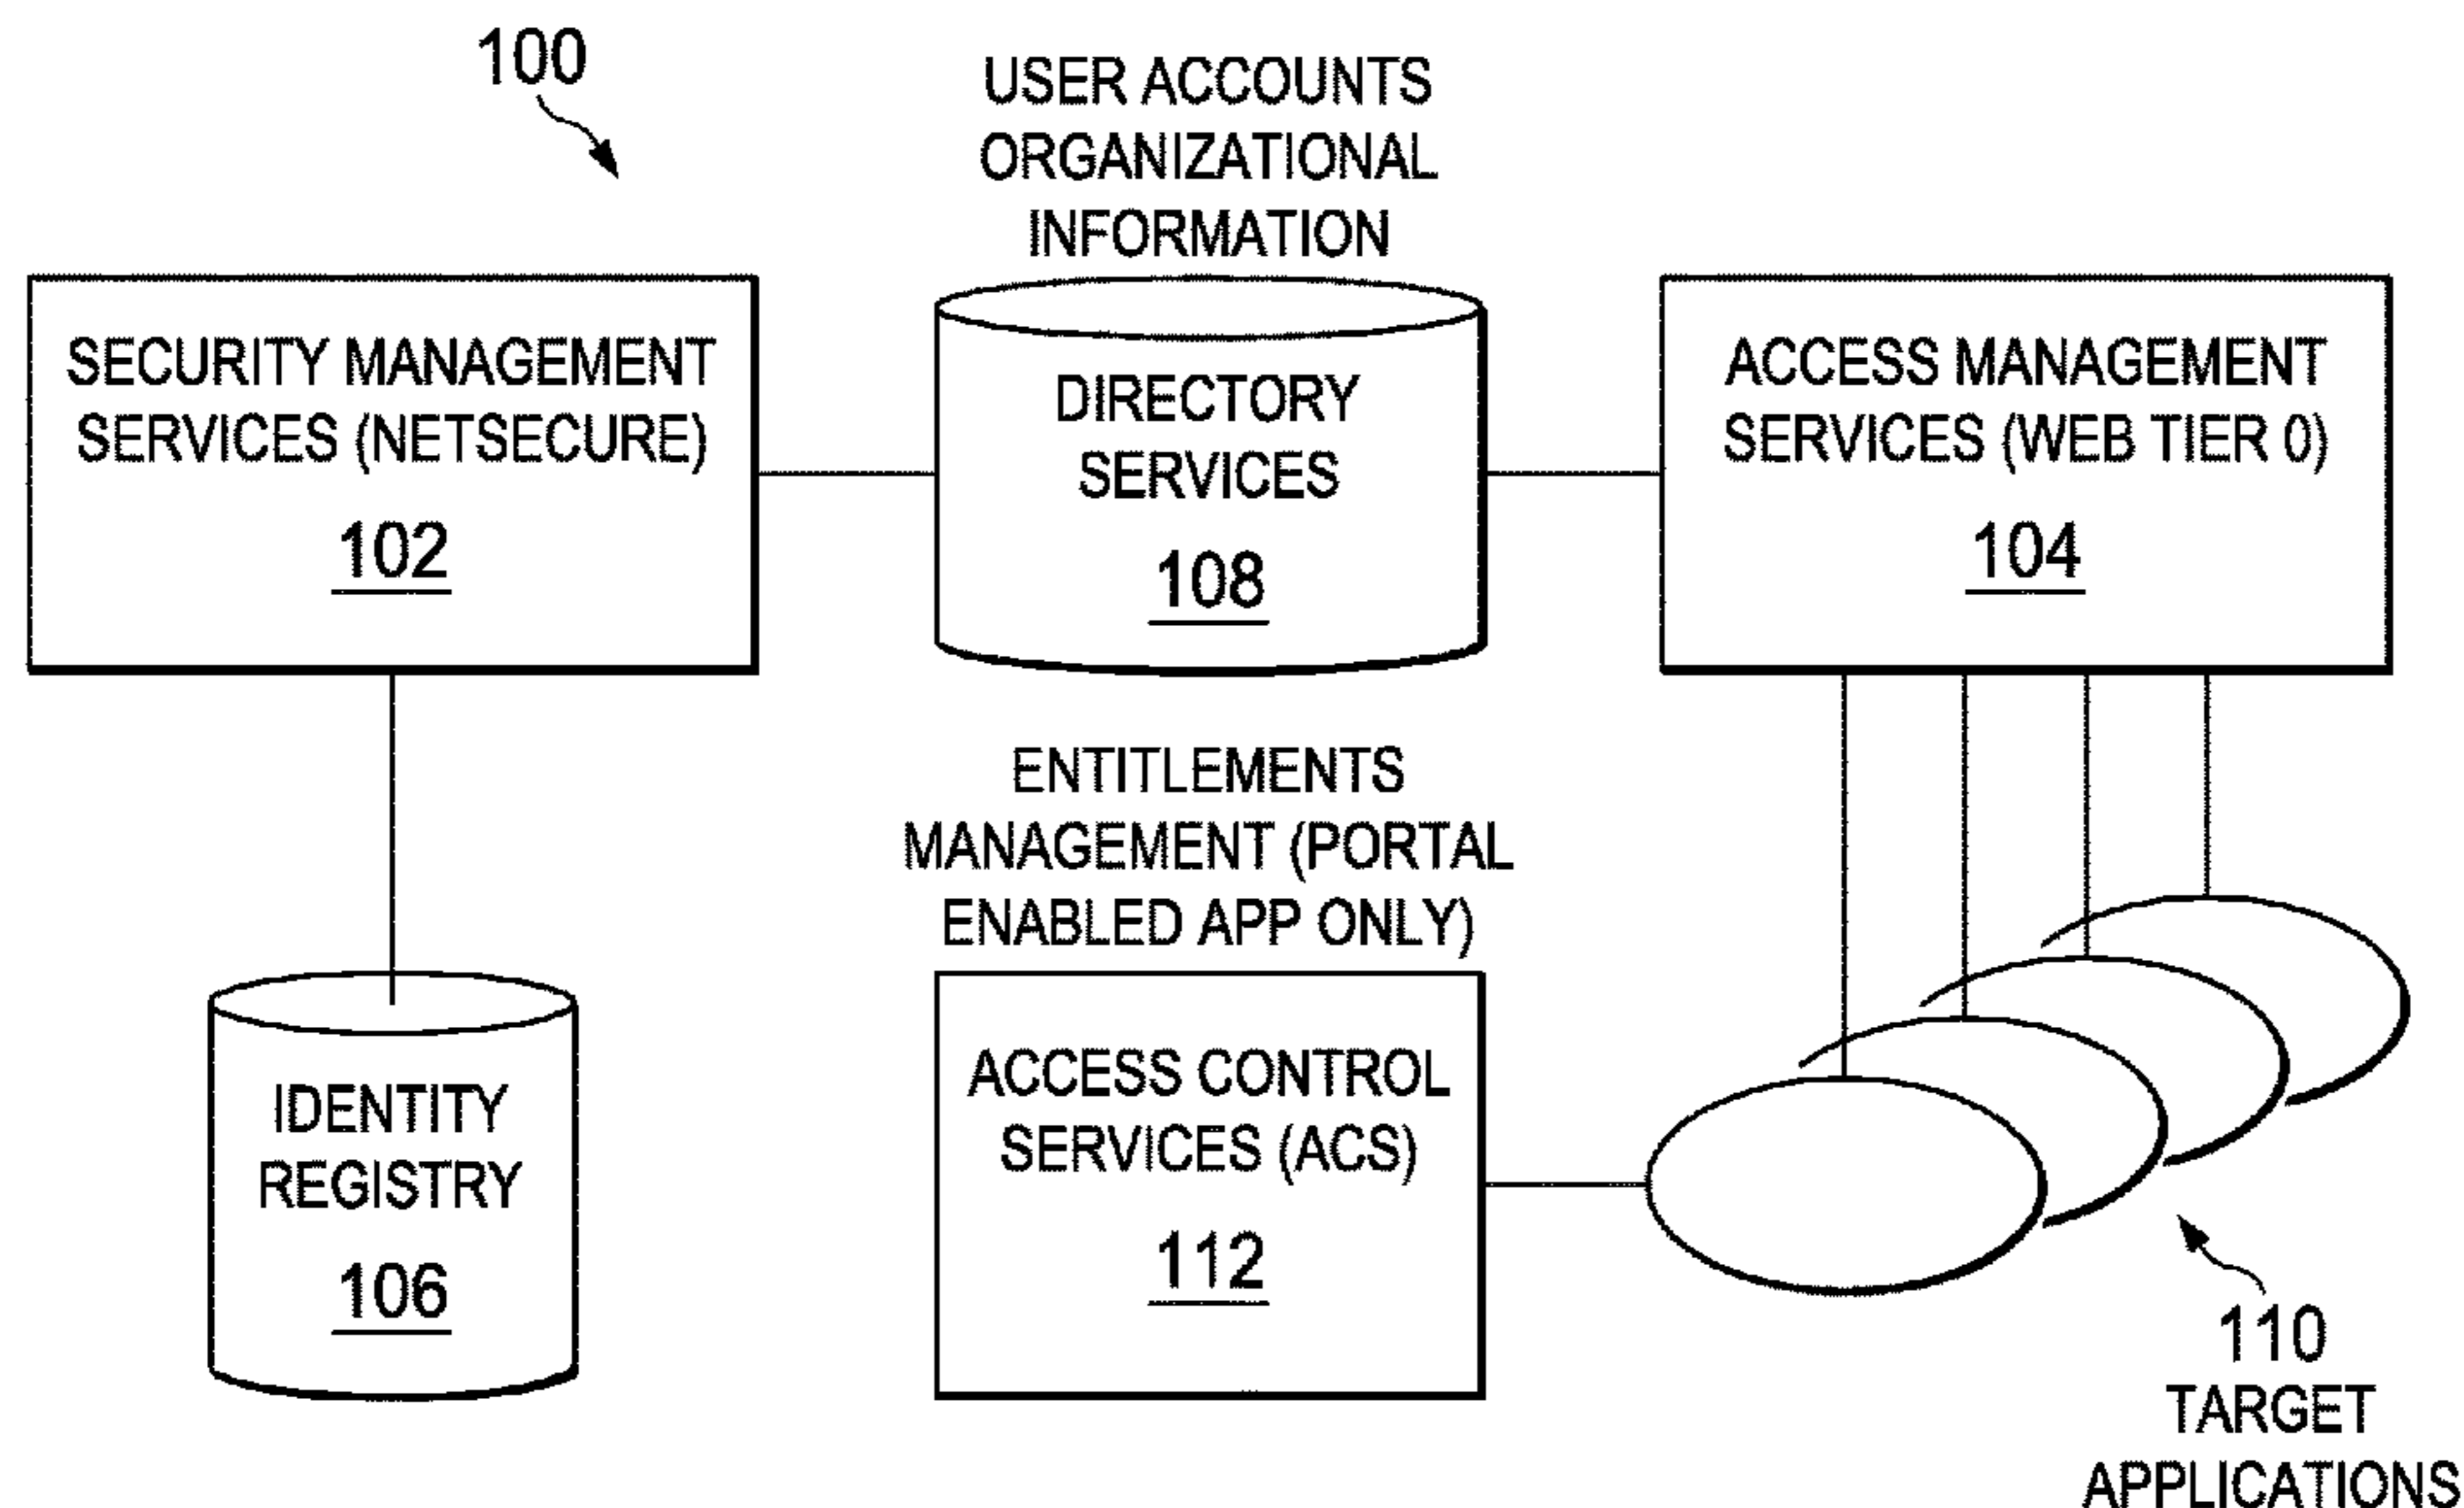 100
USER ACCOUNTS
ORGANIZATIONAL
INFORMATION
SECURITY MANAGEMENT
SERVICES (NETSECURE)
102
DIRECTORY
SERVICES
108
ACCESS MANAGEMENT
SERVICES (WEB TIER 0)
104
ENTITLEMENTS
MANAGEMENT (PORTAL
ENABLED APP ONLY)
IDENTITY
REGISTRY
106
ACCESS CONTROL
SERVICES (ACS)
112
110
TARGET
APPLICATIONS